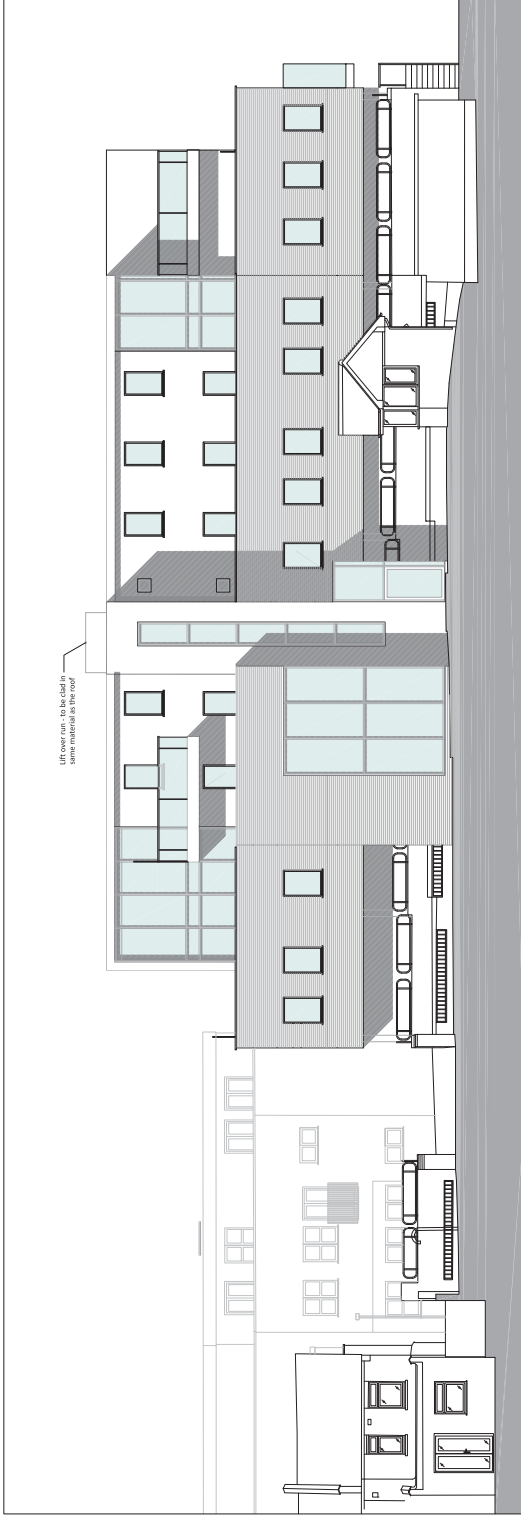 Lift over run - to be clad in
same material as the roof